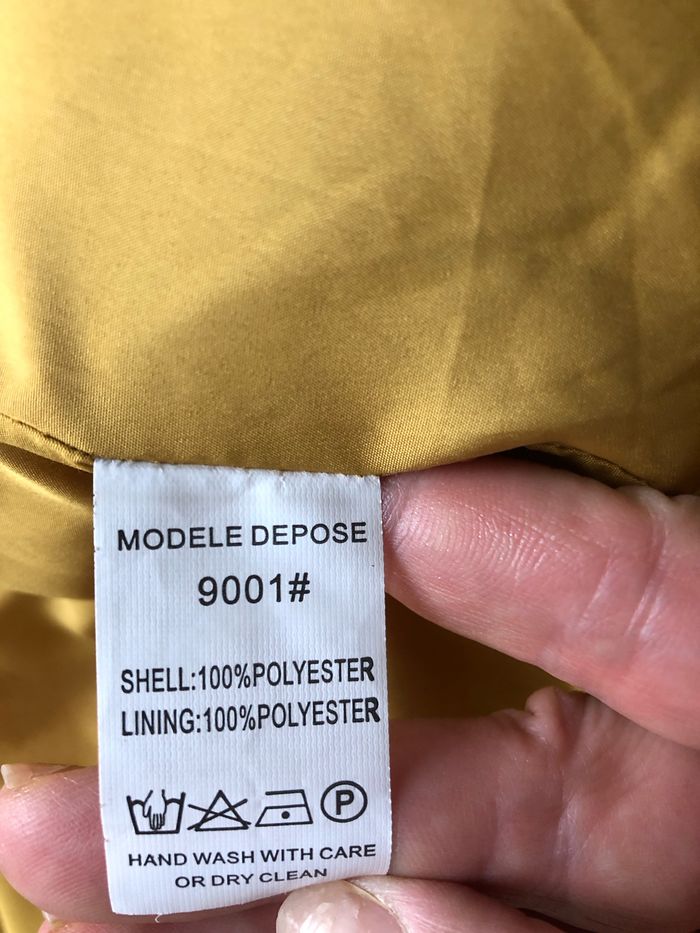 MODELE DEPOSE
9001#
SHELL:100%POLYESTER
LINING:100%POLYESTER
P
HAND WASH WITH CARE
OR DRY CLEAN